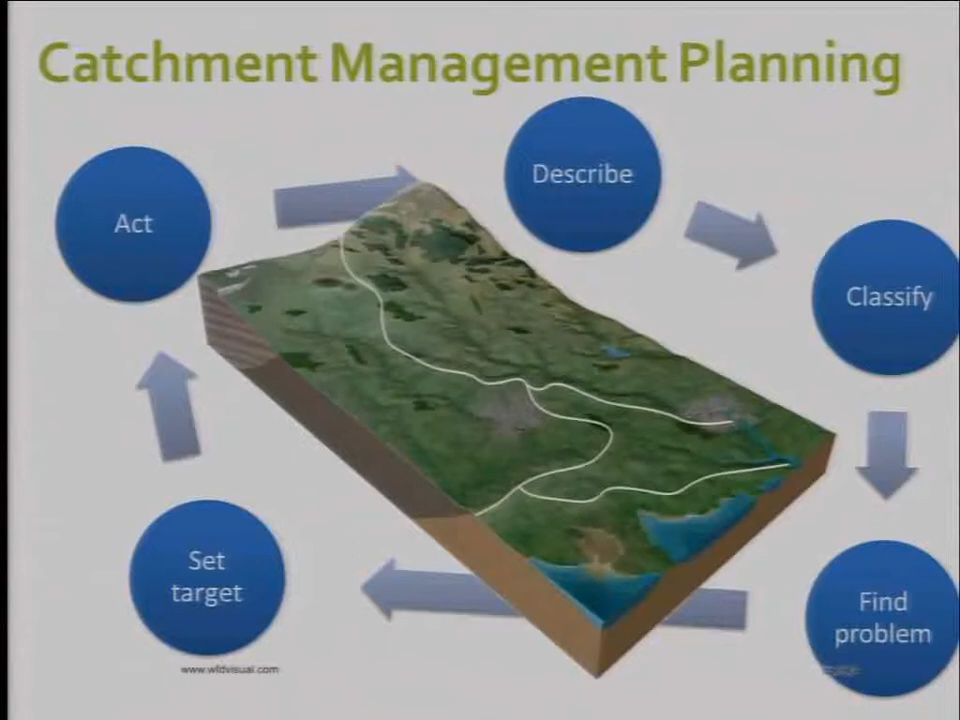 Catchment Management Planning
Describe
Act
Classify
Set
target
Find
problem
www.wfdvisual.com